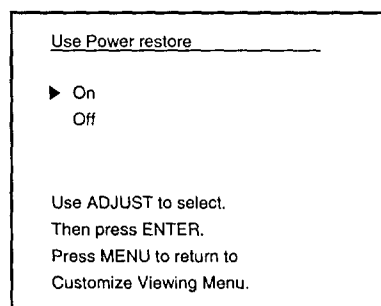 Use Power restore
On
Off
Use ADJUST to select.
Then press ENTER.
Press MENU to return to
Customize Viewing Menu.